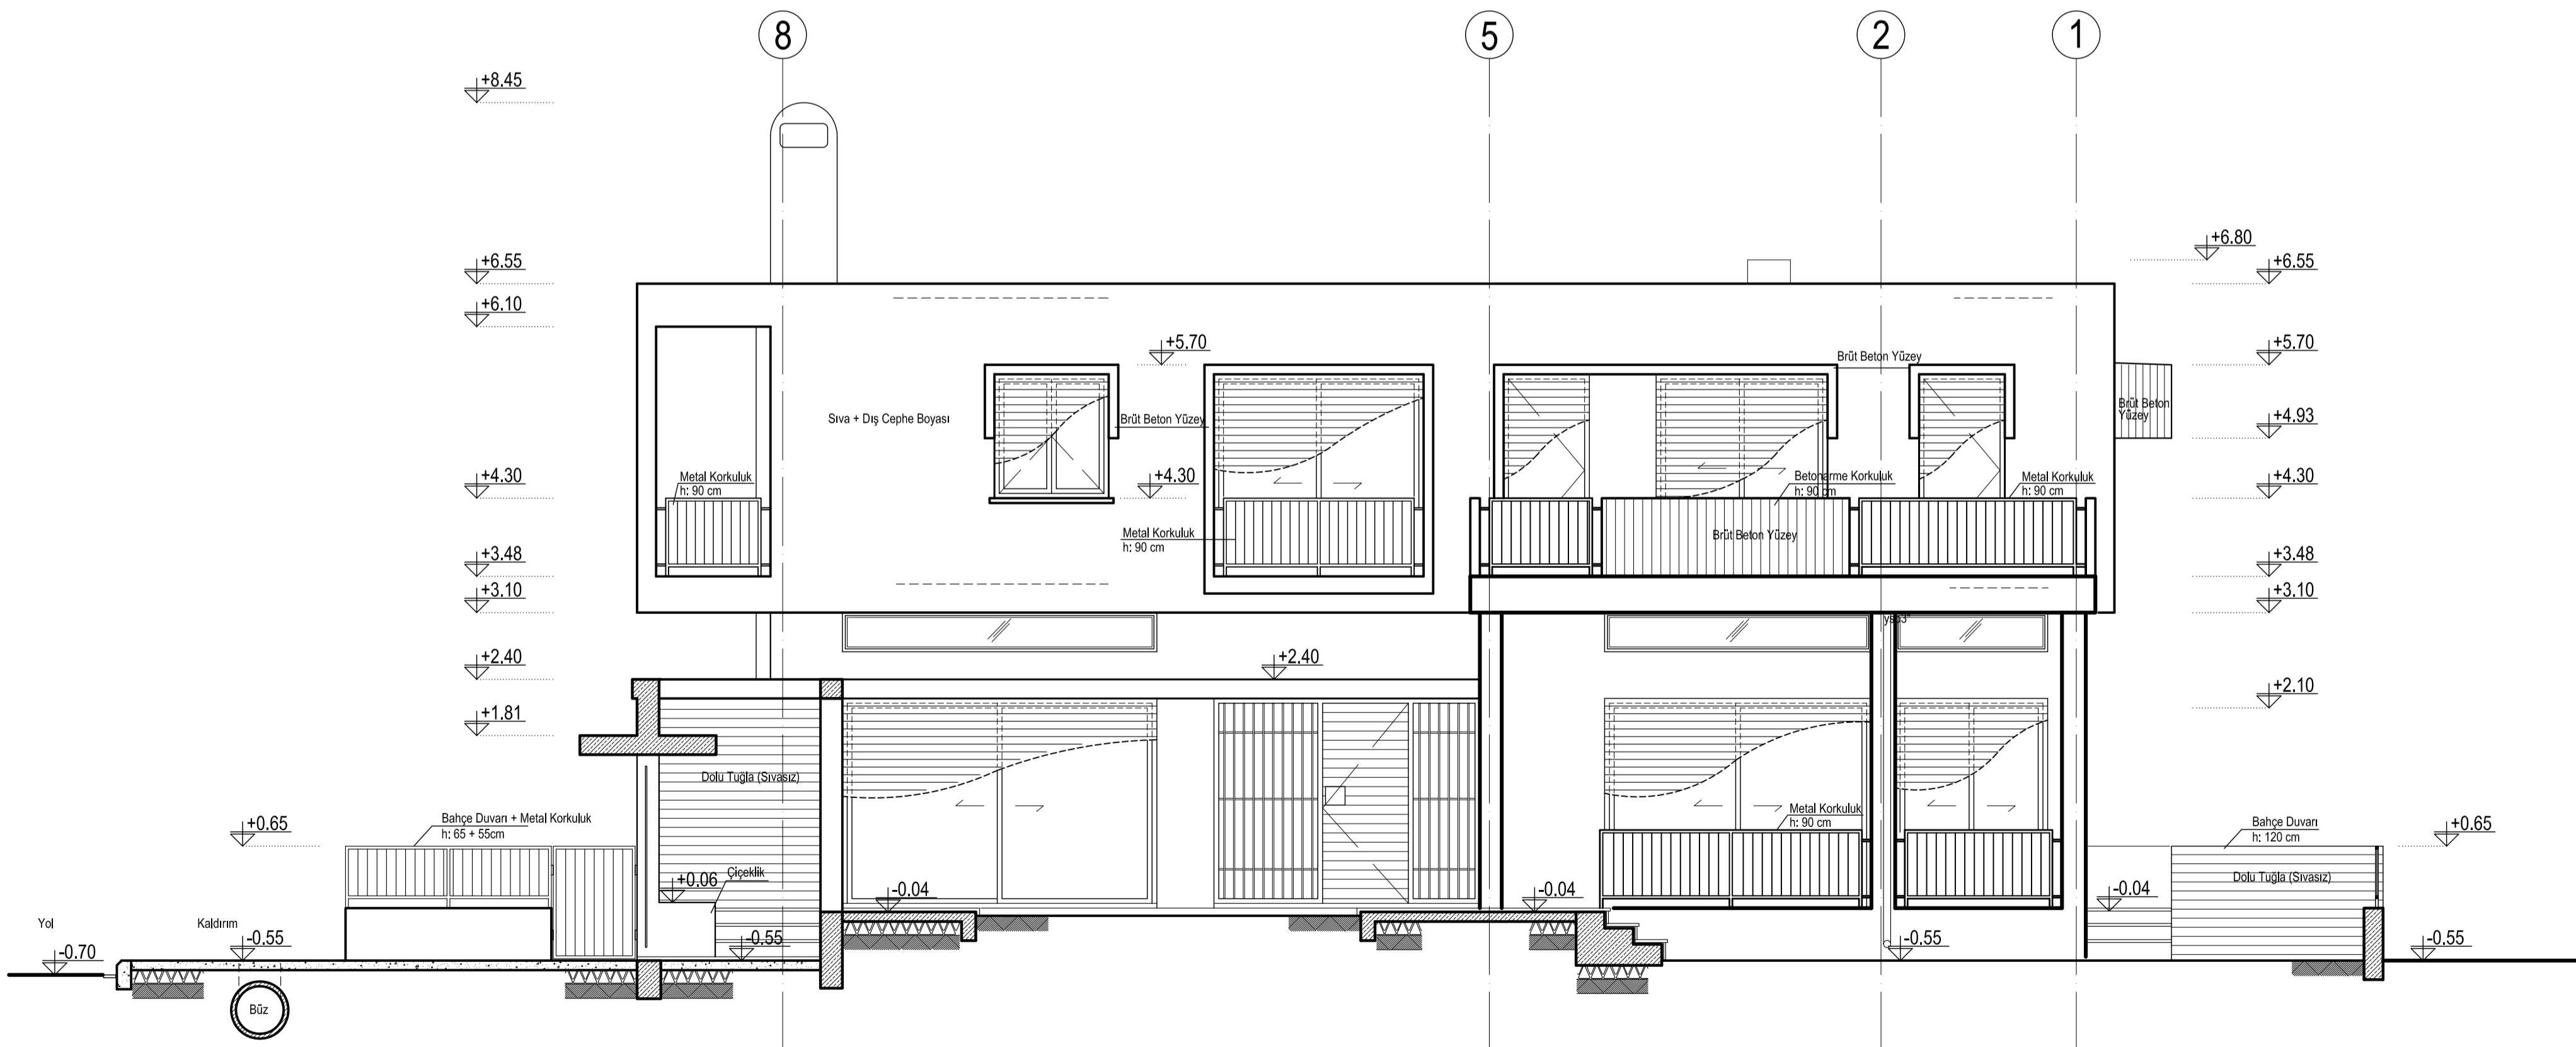 8
5
2
1
+8.45
+6.80
+6.55
+6.55
+6.10
+5.70
+5.70
Brüt Beton Yüzey
Sıva + Dış Cephe Boyası
Brüt Beton Yüzey
Brüt Beton
Yüzey
+4.93
+4.30
Metal Korkuluk
h: 90 cm
+4.30
Betonarme Korkuluk
h: 90 cm
Metal Korkuluk
h: 90 cm
+4.30
Metal Korkuluk
h: 90 cm
Brüt Beton Yüzey
+3.48
+3.48
+3.10
+3.10
+2.40
+2.40
+2.10
+1.81
Dolu Tuğla (Sıvasız)
+0.65
Bahçe Duvarı + Metal Korkuluk
h: 65 + 55cm
Metal Korkuluk
h: 90 cm
Bahçe Duvarı
h: 120 cm
+0.65
+0.06
Çiçeklik
-0.04
-0.04
-0.04
Dolu Tuğla (Sıvasız)
Yol
Kaldırım
-0.70
-0.55
-0.55
-0.55
-0.55
Büz